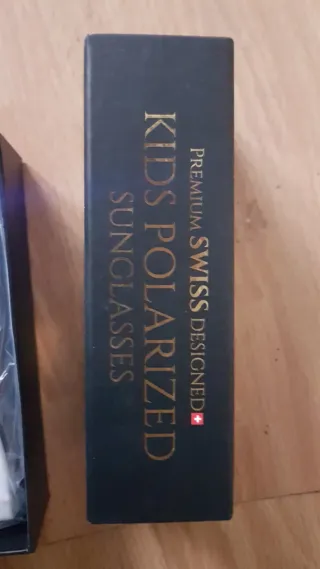 PREMIUM SWISS DESIGNED
KIDS POLARIZED
SUNGLASSES